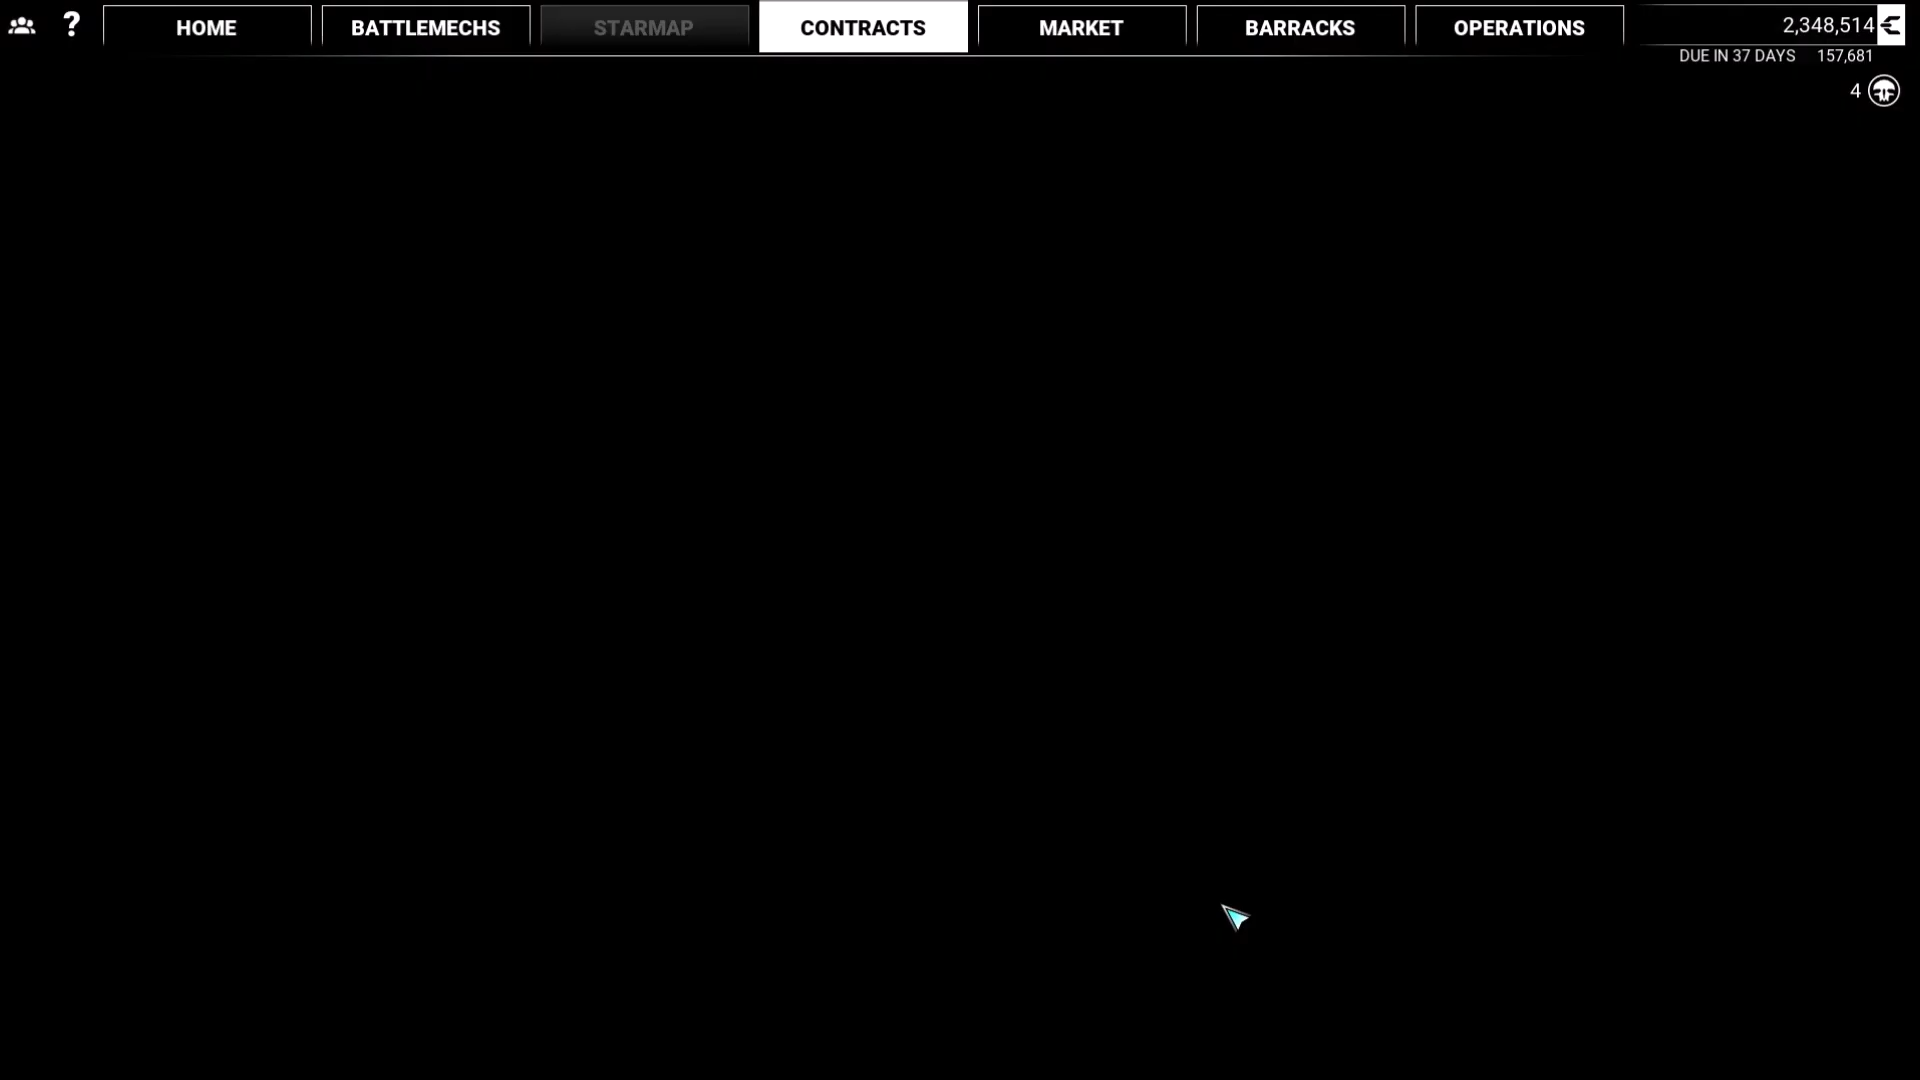 ? HOME BATTLEMECHS STARMAP CONTRACTS MARKET BARRACKS OPERATIONS 2,348,514
DUE IN 37 DAYS 157,681
4